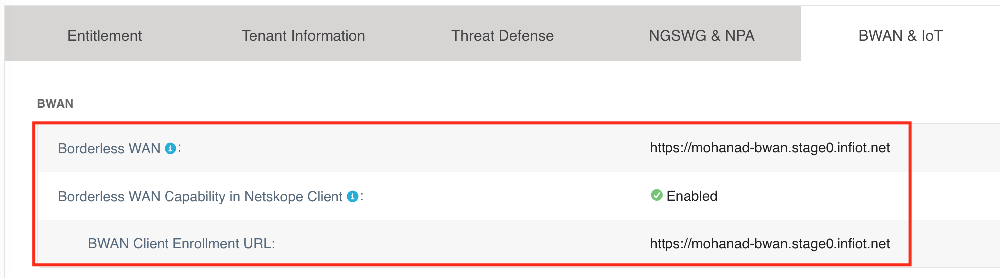 Entitlement Tenant Information Threat Defense NGSWG & NPA BWAN & IoT
BWAN
Borderless WAN i : https://mohanad-bwan.stage0.infiot.net
Borderless WAN Capability in Netskope Client i : Enabled
BWAN Client Enrollment URL: https://mohanad-bwan.stage0.infiot.net